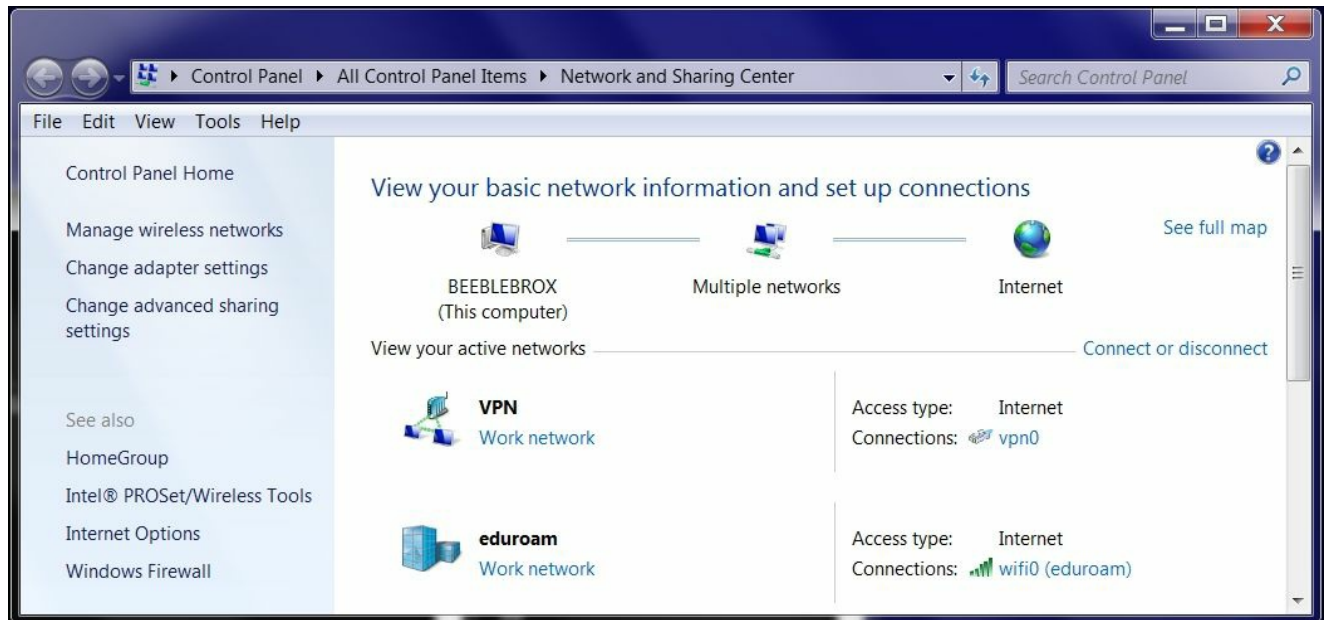 Control Panel All Control Panel Items Network and Sharing Center
Search Control Panel
File Edit View Tools Help
Control Panel Home
Manage wireless networks
Change adapter settings
Change advanced sharing
settings
See also
HomeGroup
Intel® PROSet/Wireless Tools
Internet Options
Windows Firewall
View your basic network information and set up connections
See full map
BEEBLEBROX
(This computer)
Multiple networks
Internet
View your active networks
Connect or disconnect
VPN
Work network
Access type: Internet
Connections: vpn0
eduroam
Work network
Access type: Internet
Connections: wifi0 (eduroam)